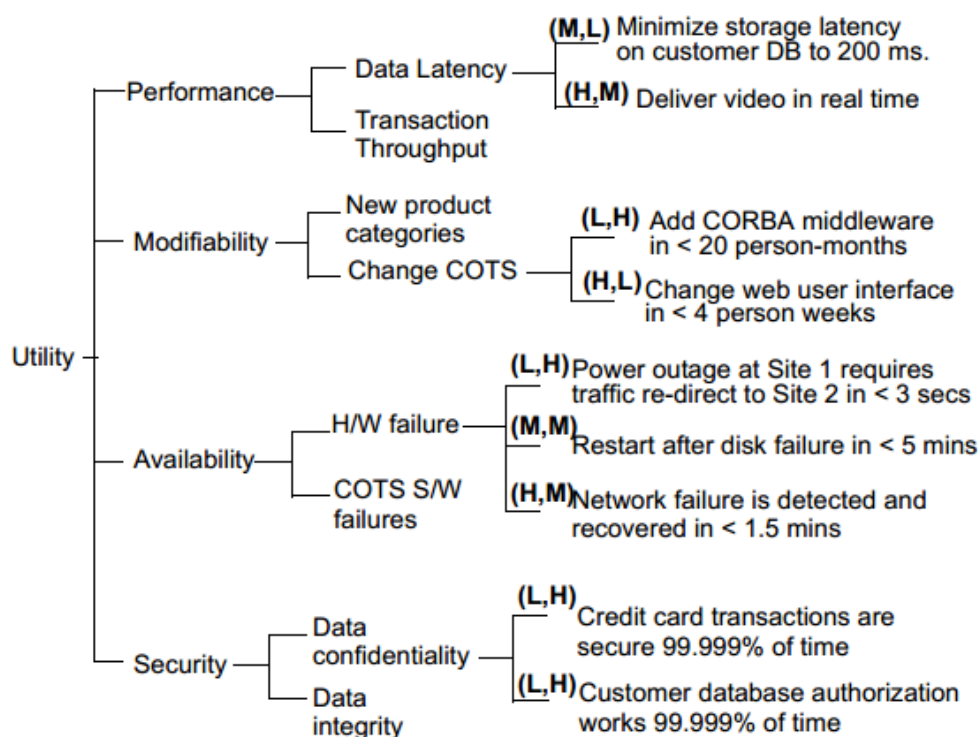 Utility
Performance
Data Latency
(M,L) Minimize storage latency
on customer DB to 200 ms.
(H,M) Deliver video in real time
Transaction
Throughput
Modifiability
New product
categories
Change COTS
(L,H) Add CORBA middleware
in < 20 person-months
(H,L) Change web user interface
in < 4 person weeks
Availability
H/W failure
(L,H) Power outage at Site 1 requires
traffic re-direct to Site 2 in < 3 secs
(M,M) Restart after disk failure in < 5 mins
(H,M) Network failure is detected and
recovered in < 1.5 mins
COTS S/W
failures
Security
Data
confidentiality
(L,H) Credit card transactions are
secure 99.999% of time
(L,H) Customer database authorization
works 99.999% of time
Data
integrity